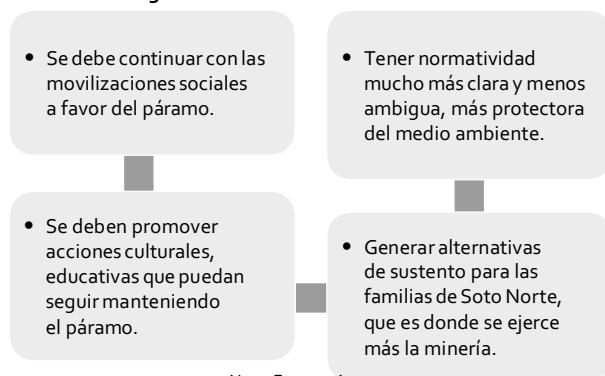 • Se debe continuar con las
movilizaciones sociales
a favor del páramo.
• Se deben promover
acciones culturales,
educativas que puedan
seguir manteniendo
el páramo.
• Generar alternativas
de sustento para las
familias de Soto Norte,
que es donde se ejerce
más la minería.
• Tener normatividad
mucho más clara y menos
ambigua, más protectora
del medio ambiente.